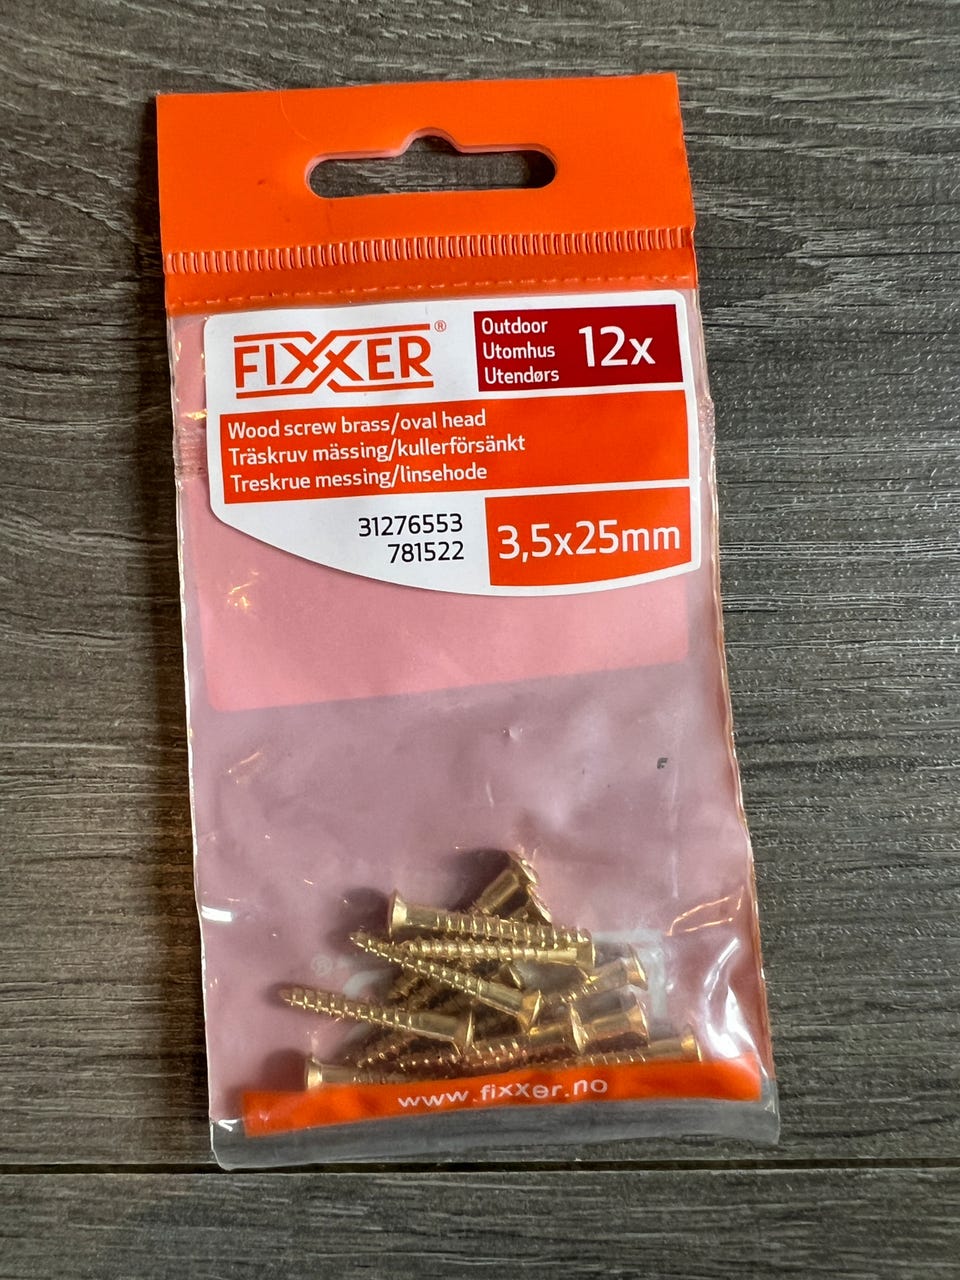 FIXXER®
Outdoor
Utomhus
Utendørs
12x
Wood screw brass/oval head
Träskruv mässing/kullerförsänkt
Treskrue messing/linsehode
31276553
781522
3,5x25mm
www.fixxer.no